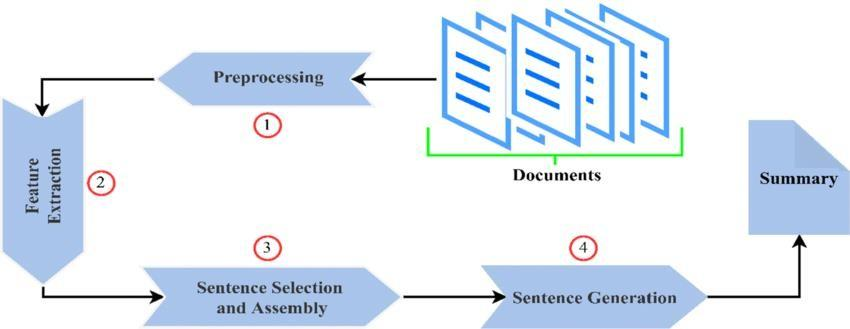 Documents
Preprocessing
1
Feature
Extraction
2
3
Sentence Selection
and Assembly
4
Sentence Generation
Summary